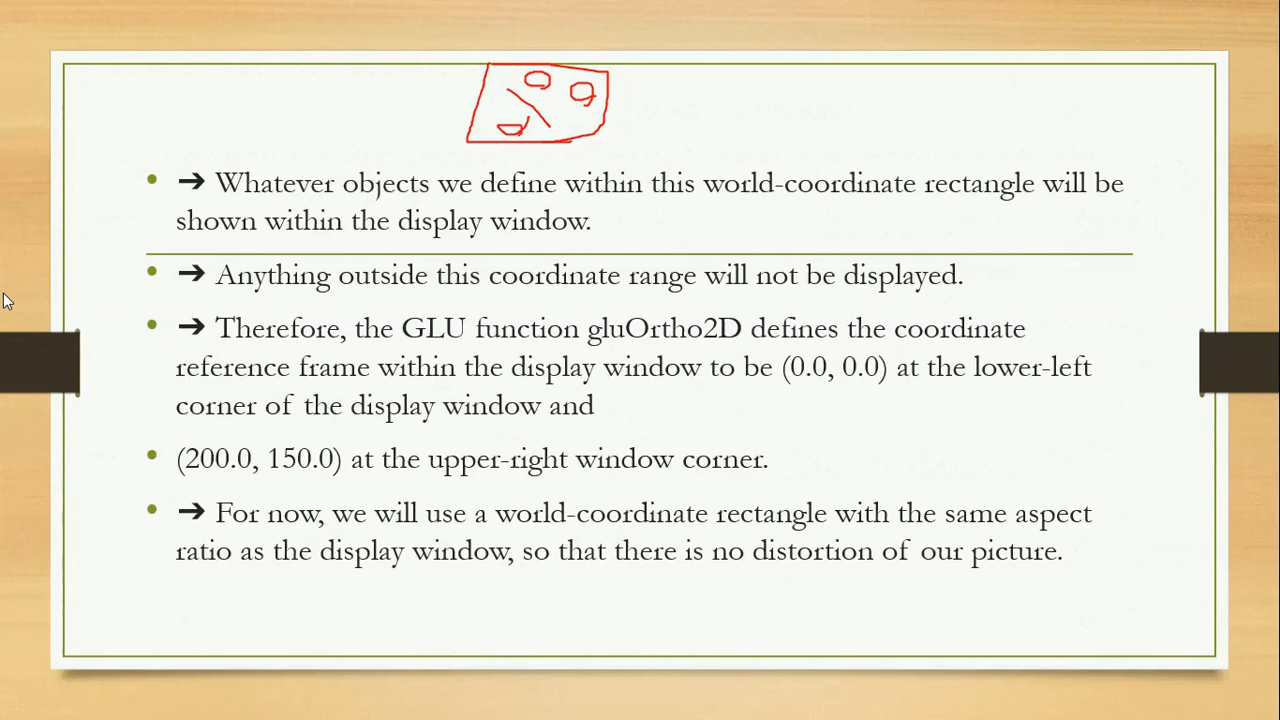 • ➔ Whatever objects we define within this world-coordinate rectangle will be
shown within the display window.
• ➔ Anything outside this coordinate range will not be displayed.
• ➔ Therefore, the GLU function gluOrtho2D defines the coordinate
reference frame within the display window to be (0.0, 0.0) at the lower-left
corner of the display window and
• (200.0, 150.0) at the upper-right window corner.
• ➔ For now, we will use a world-coordinate rectangle with the same aspect
ratio as the display window, so that there is no distortion of our picture.